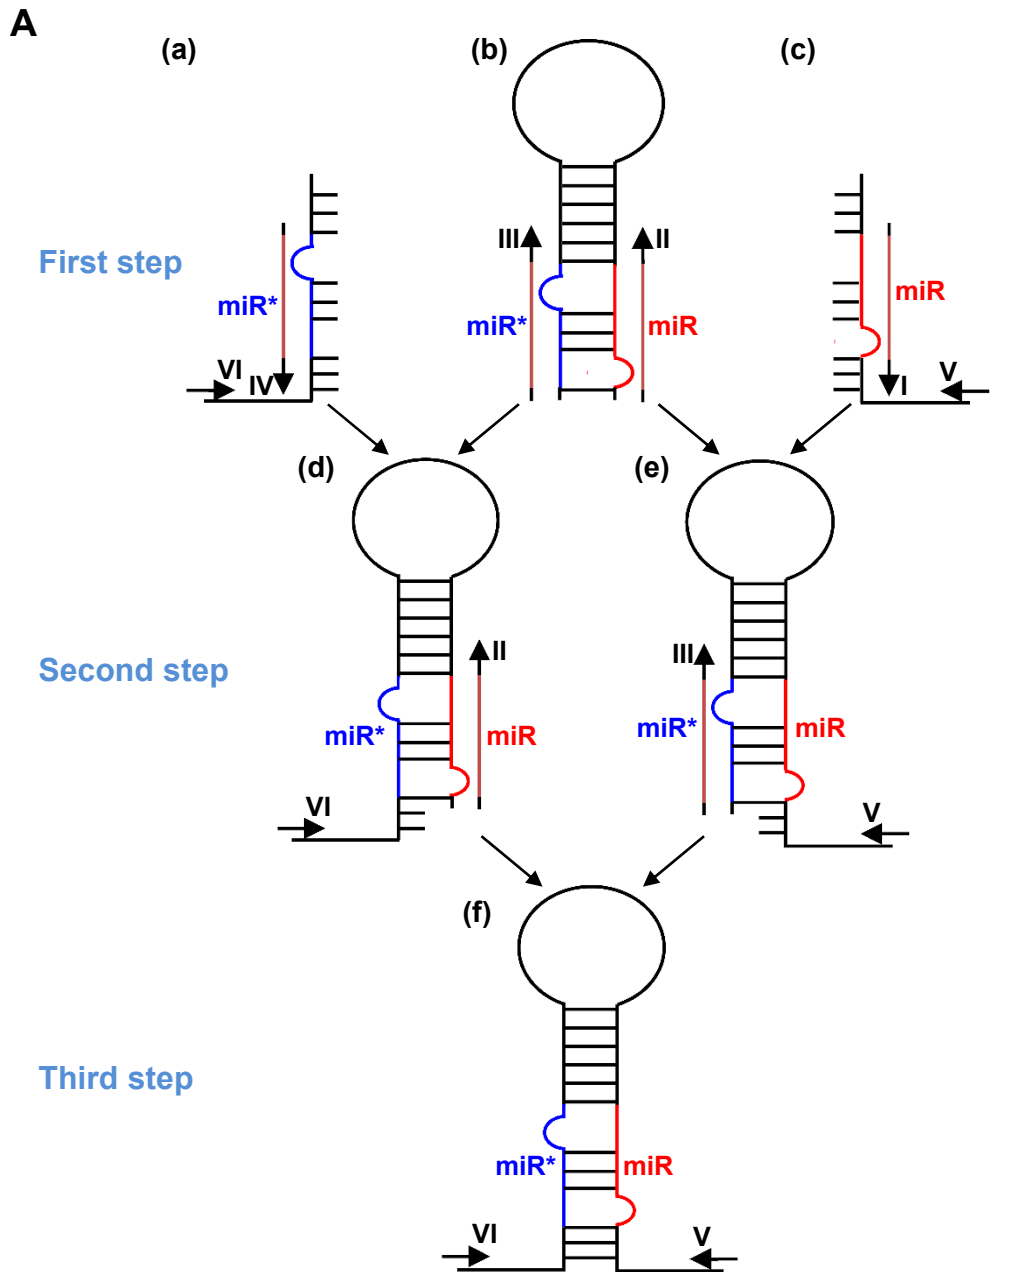 A
(a) (b) (c)
First step
miR* VI IV
III miR* II miR
miR I V
(d) (e)
Second step
II miR* miR VI
III miR* miR V
(f)
Third step
miR* miR
VI V